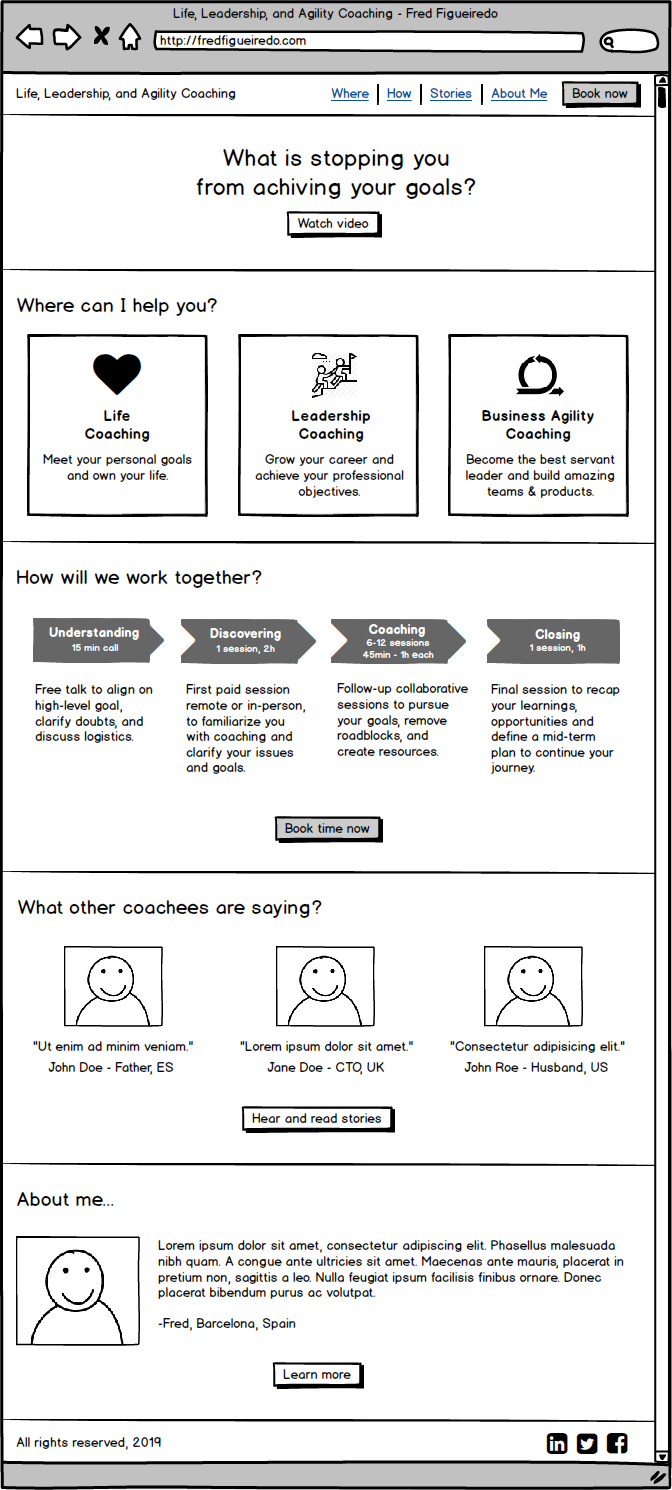 Life, Leadership, and Agility Coaching - Fred Figueiredo
http://fredfigueiredo.com
Life, Leadership, and Agility Coaching
Where
How
Stories
About Me
Book now
What is stopping you
from achiving your goals?
Watch video
Where can I help you?
Life
Coaching
Meet your personal goals
and own your life.
Leadership
Coaching
Grow your career and
achieve your professional
objectives.
Business Agility
Coaching
Become the best servant
leader and build amazing
teams & products.
How will we work together?
Understanding
15 min call
Free talk to align on
high-level goal,
clarify doubts, and
discuss logistics.
Discovering
1 session, 2h
First paid session
remote or in-person,
to familiarize you
with coaching and
clarify your issues
and goals.
Coaching
6-12 sessions
45min - 1h each
Follow-up collaborative
sessions to pursue
your goals, remove
roadblocks, and
create resources.
Closing
1 session, 1h
Final session to recap
your learnings,
opportunities and
define a mid-term
plan to continue your
journey.
Book time now
What other coachees are saying?
"Ut enim ad minim veniam."
John Doe - Father, ES
"Lorem ipsum dolor sit amet."
Jane Doe - CTO, UK
"Consectetur adipisicing elit."
John Roe - Husband, US
Hear and read stories
About me...
Lorem ipsum dolor sit amet, consectetur adipiscing elit. Phasellus malesuada
nibh quam. A congue ante ultricies sit amet. Maecenas ante mauris, placerat in
pretium non, sagittis a leo. Nulla feugiat ipsum facilisis finibus ornare. Donec
placerat bibendum purus ac volutpat.
-Fred, Barcelona, Spain
Learn more
All rights reserved, 2019